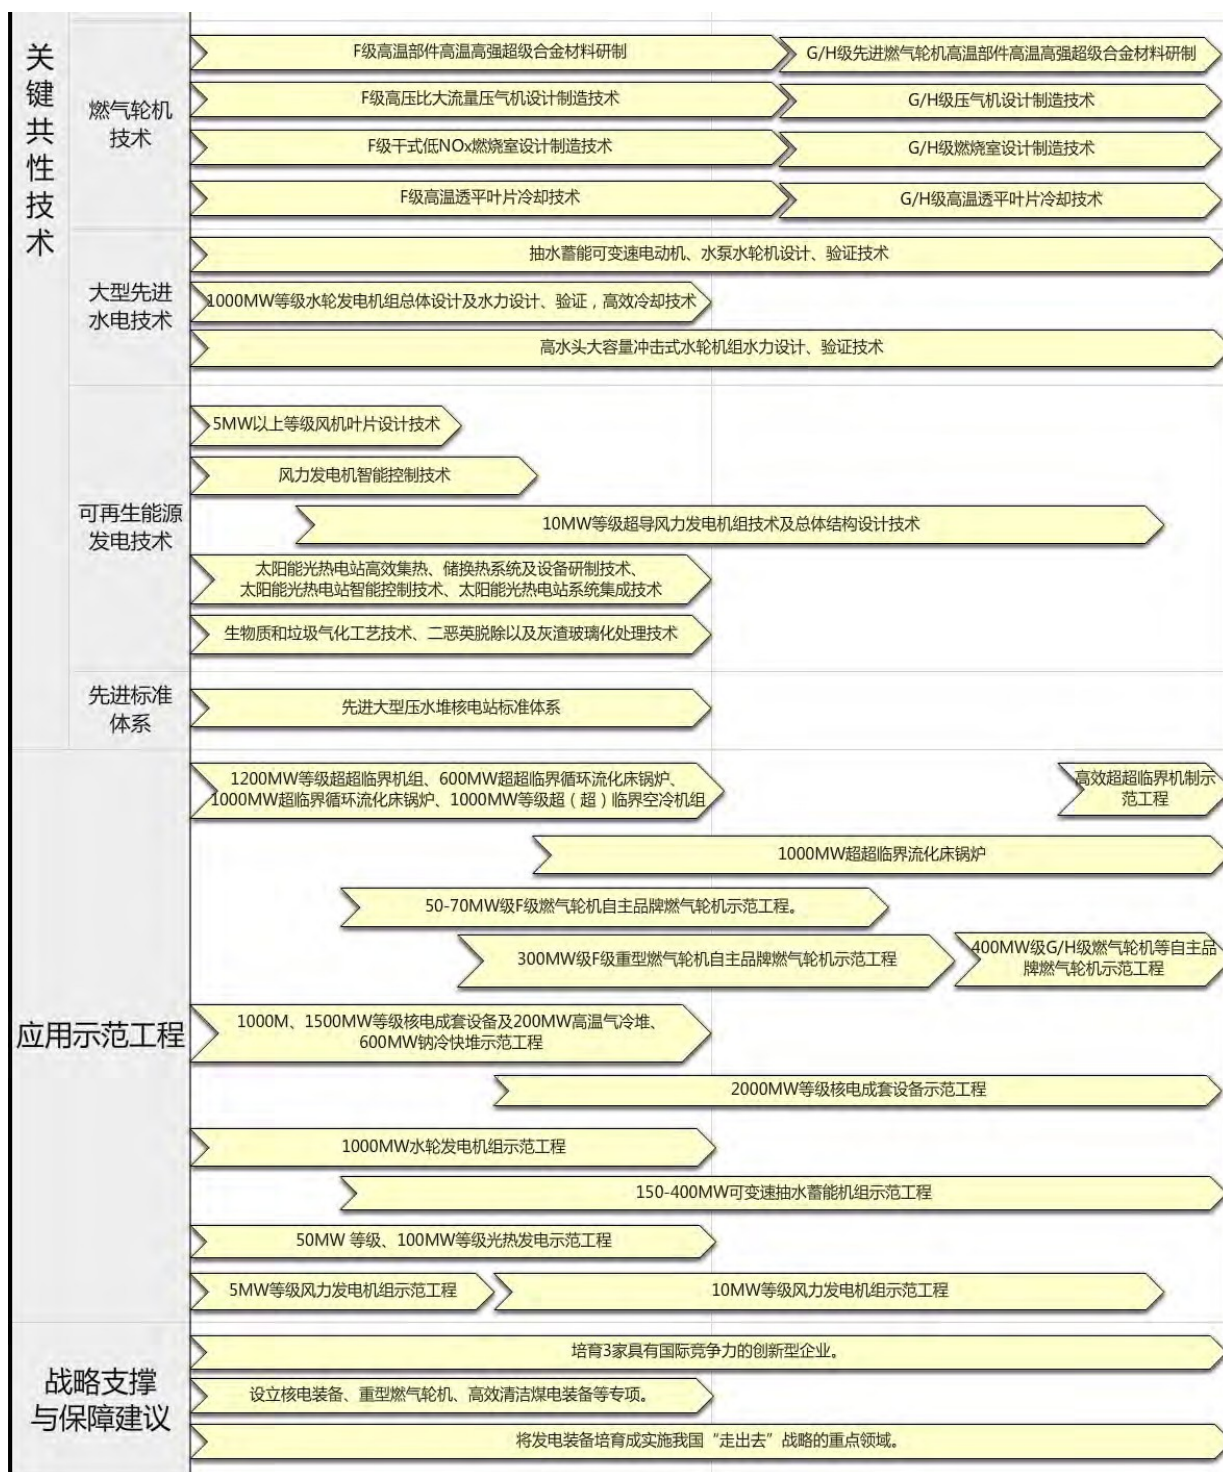 关键共性技术
燃气轮机
技术
F级高温部件高温高强超级合金材料研制
G/H级先进燃气轮机高温部件高温高强超级合金材料研制
F级高压比大流量压气机设计制造技术
G/H级压气机设计制造技术
F级干式低NOx燃烧室设计制造技术
G/H级燃烧室设计制造技术
F级高温透平叶片冷却技术
G/H级高温透平叶片冷却技术
大型先进
水电技术
抽水蓄能可变速电动机、水泵水轮机设计、验证技术
1000MW等级水轮发电机组总体设计及水力设计、验证，高效冷却技术
高水头大容量冲击式水轮机组水力设计、验证技术
可再生能源
发电技术
5MW以上等级风机叶片设计技术
风力发电机智能控制技术
10MW等级超导风力发电机组技术及总体结构设计技术
太阳能光热电站高效集热、储换热系统及设备研制技术、
太阳能光热电站智能控制技术、太阳能光热电站系统集成技术
生物质和垃圾气化工艺技术、二恶英脱除以及灰渣玻璃化处理技术
先进标准
体系
先进大型压水堆核电站标准体系
应用示范工程
1200MW等级超超临界机组、600MW超超临界循环流化床锅炉、
1000MW超临界循环流化床锅炉、1000MW等级超（超）临界空冷机组
高效超超临界机制示
范工程
1000MW超超临界流化床锅炉
50-70MW级F级燃气轮机自主品牌燃气轮机示范工程。
300MW级F级重型燃气轮机自主品牌燃气轮机示范工程
400MW级G/H级燃气轮机等自主品
牌燃气轮机示范工程
1000M、1500MW等级核电成套设备及200MW高温气冷堆、
600MW钠冷快堆示范工程
2000MW等级核电成套设备示范工程
1000MW水轮发电机组示范工程
150-400MW可变速抽水蓄能机组示范工程
50MW 等级、100MW等级光热发电示范工程
5MW等级风力发电机组示范工程
10MW等级风力发电机组示范工程
战略支撑
与保障建议
培育3家具有国际竞争力的创新型企业。
设立核电装备、重型燃气轮机、高效清洁煤电装备等专项。
将发电装备培育成实施我国“走出去”战略的重点领域。